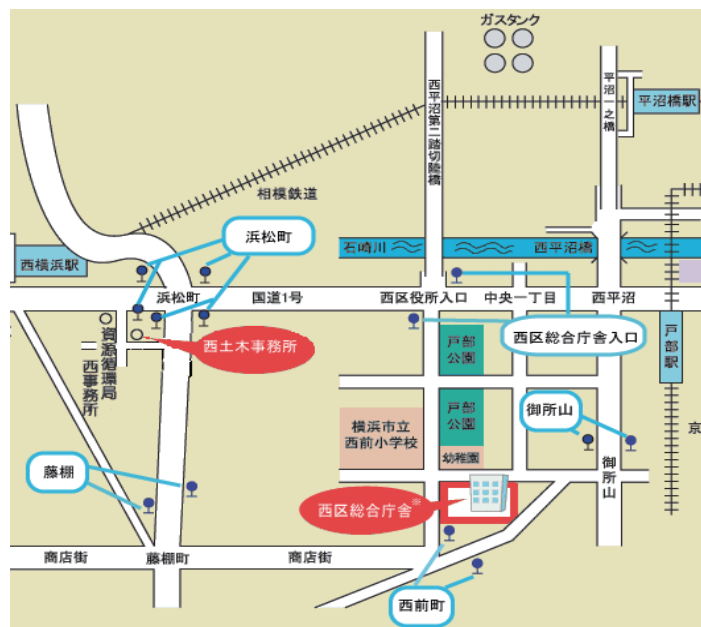 ガスタンク
西平沼第二踏切陸橋
平沼一之橋
平沼橋駅
相模鉄道
浜松町
石崎川
西平沼橋
西横浜駅
浜松町
国道1号
西区役所入口
中央一丁目
西平沼
資源循環局
西事務所
西土木事務所
戸部
公園
西区総合庁舎入口
戸部駅
戸部
公園
御所山
横浜市立
西前小学校
京
幼稚園
御所山
藤棚
西区総合庁舎※
商店街
藤棚町
商店街
西前町